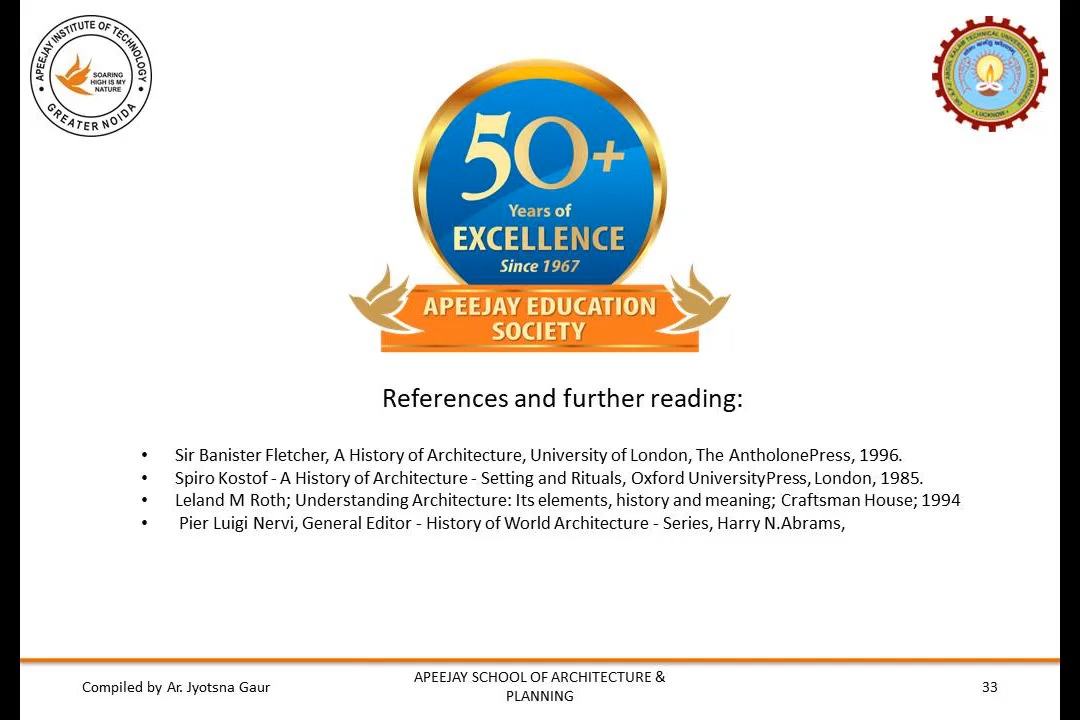 APEEJAY INSTITUTE OF TECHNOLOGY
SOARING
HIGH IS MY
NATURE
GREATER NOIDA
50+
Years of
EXCELLENCE
Since 1967
APEEJAY EDUCATION
SOCIETY
LUCKNOW
References and further reading:
• Sir Banister Fletcher, A History of Architecture, University of London, The AntholonePress, 1996.
• Spiro Kostof - A History of Architecture - Setting and Rituals, Oxford UniversityPress, London, 1985.
• Leland M Roth; Understanding Architecture: Its elements, history and meaning; Craftsman House; 1994
• Pier Luigi Nervi, General Editor - History of World Architecture - Series, Harry N.Abrams,
Compiled by Ar. Jyotsna Gaur
APEEJAY SCHOOL OF ARCHITECTURE &
PLANNING
33